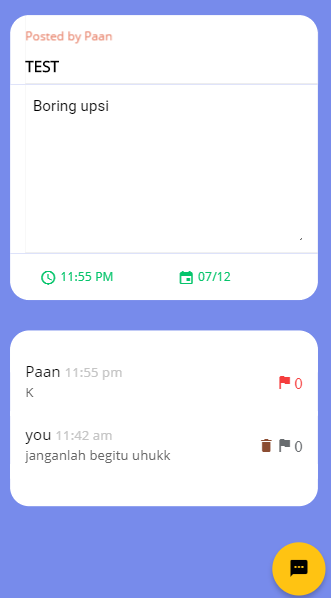 Posted by Paan
TEST
Boring upsi
11:55 PM 07/12
Paan 11:55 pm
K
0
you 11:42 am
janganlah begitu uhukk
0